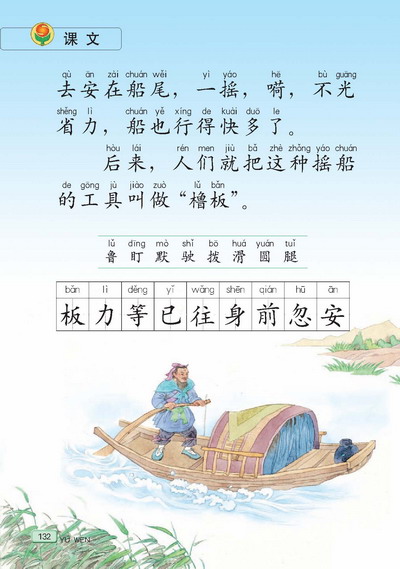 课文
qù ān zài chuán wěi yì yáo hē bù guāng
去安在船尾，一摇，嗬，不光
shěng lì chuán yě xíng de kuài duō le
省力，船也行得快多了。
hòu lái rén men jiù bǎ zhè zhǒng yáo chuán
后来，人们就把这种摇船
de gōng jù jiào zuò lǔ bǎn
的工具叫做“橹板”。
lǔ dīng mò shǐ bō huá yuán tuǐ
鲁 盯 默 驶 拨 滑 圆 腿
bǎn lì děng yǐ wǎng shēn qián hū ān
板 力 等 已 往 身 前 忽 安
132 YU WEN